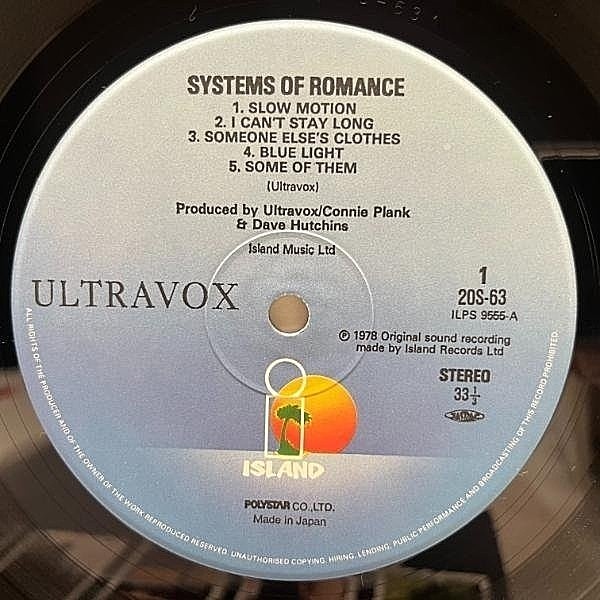 SYSTEMS OF ROMANCE
1. SLOW MOTION
2. I CAN'T STAY LONG
3. SOMEONE ELSE'S CLOTHES
4. BLUE LIGHT
5. SOME OF THEM
(Ultravox)
Produced by Ultravox/Connie Plank
& Dave Hutchins
Island Music Ltd
ULTRAVOX
1
20S-63
ILPS 9555-A
℗ 1978 Original sound recording
made by Island Records Ltd
STEREO
33⅓
ISLAND
POLYSTAR CO.,LTD.
Made in Japan
ALL RIGHTS OF THE PRODUCER AND OF THE OWNER OF THE WORK REPRODUCED RESERVED. UNAUTHORISED COPYING, HIRING, LENDING, PUBLIC PERFORMANCE AND BROADCASTING OF THIS RECORD PROHIBITED.